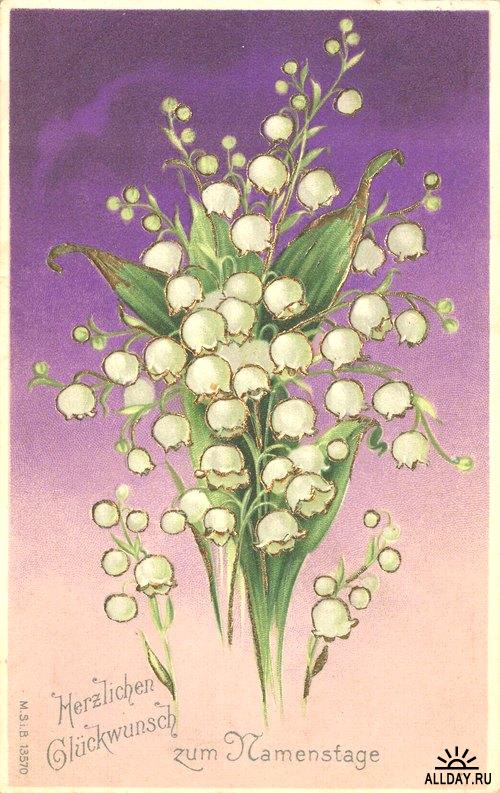 Herzlichen
Glückwunsch
zum Namenstage
M.S.i.B. 13570
ALLDAY.RU